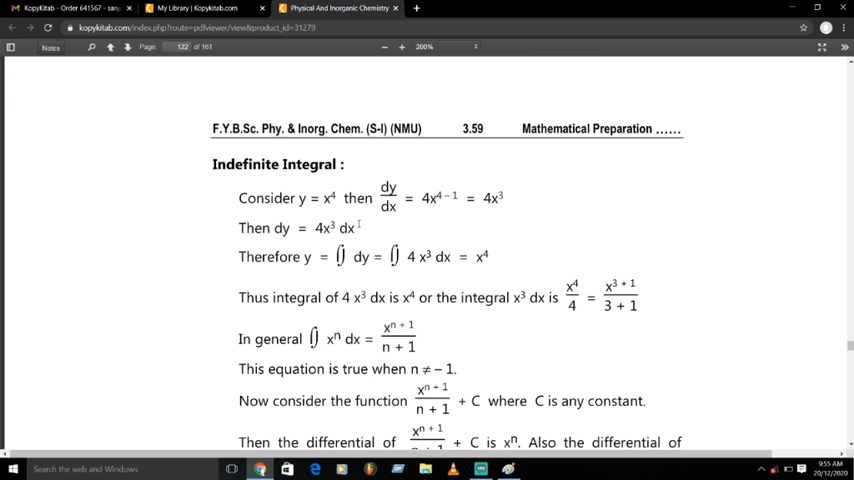 KopyKitab - Order 641567 - sanj
My Library | Kopykitab.com
Physical And Inorganic Chemistry
kopykitab.com/index.php?route=pdfviewer/view&product_id=31279
Notes
Page: 122 of 161
200%
F.Y.B.Sc. Phy. & Inorg. Chem. (S-I) (NMU) 3.59 Mathematical Preparation ......
Indefinite Integral :
Consider y = x⁴ then dy/dx = 4x⁴⁻¹ = 4x³
Then dy = 4x³ dx
Therefore y = ∫ dy = ∫ 4 x³ dx = x⁴
Thus integral of 4 x³ dx is x⁴ or the integral x³ dx is x⁴/4 = x³⁺¹/3 + 1
In general ∫ xⁿ dx = xⁿ⁺¹/n + 1
This equation is true when n ≠ – 1.
Now consider the function xⁿ⁺¹/n + 1 + C where C is any constant.
Then the differential of xⁿ⁺¹/n + 1 + C is xⁿ. Also the differential of
Search the web and Windows
9:55 AM
20/12/2020